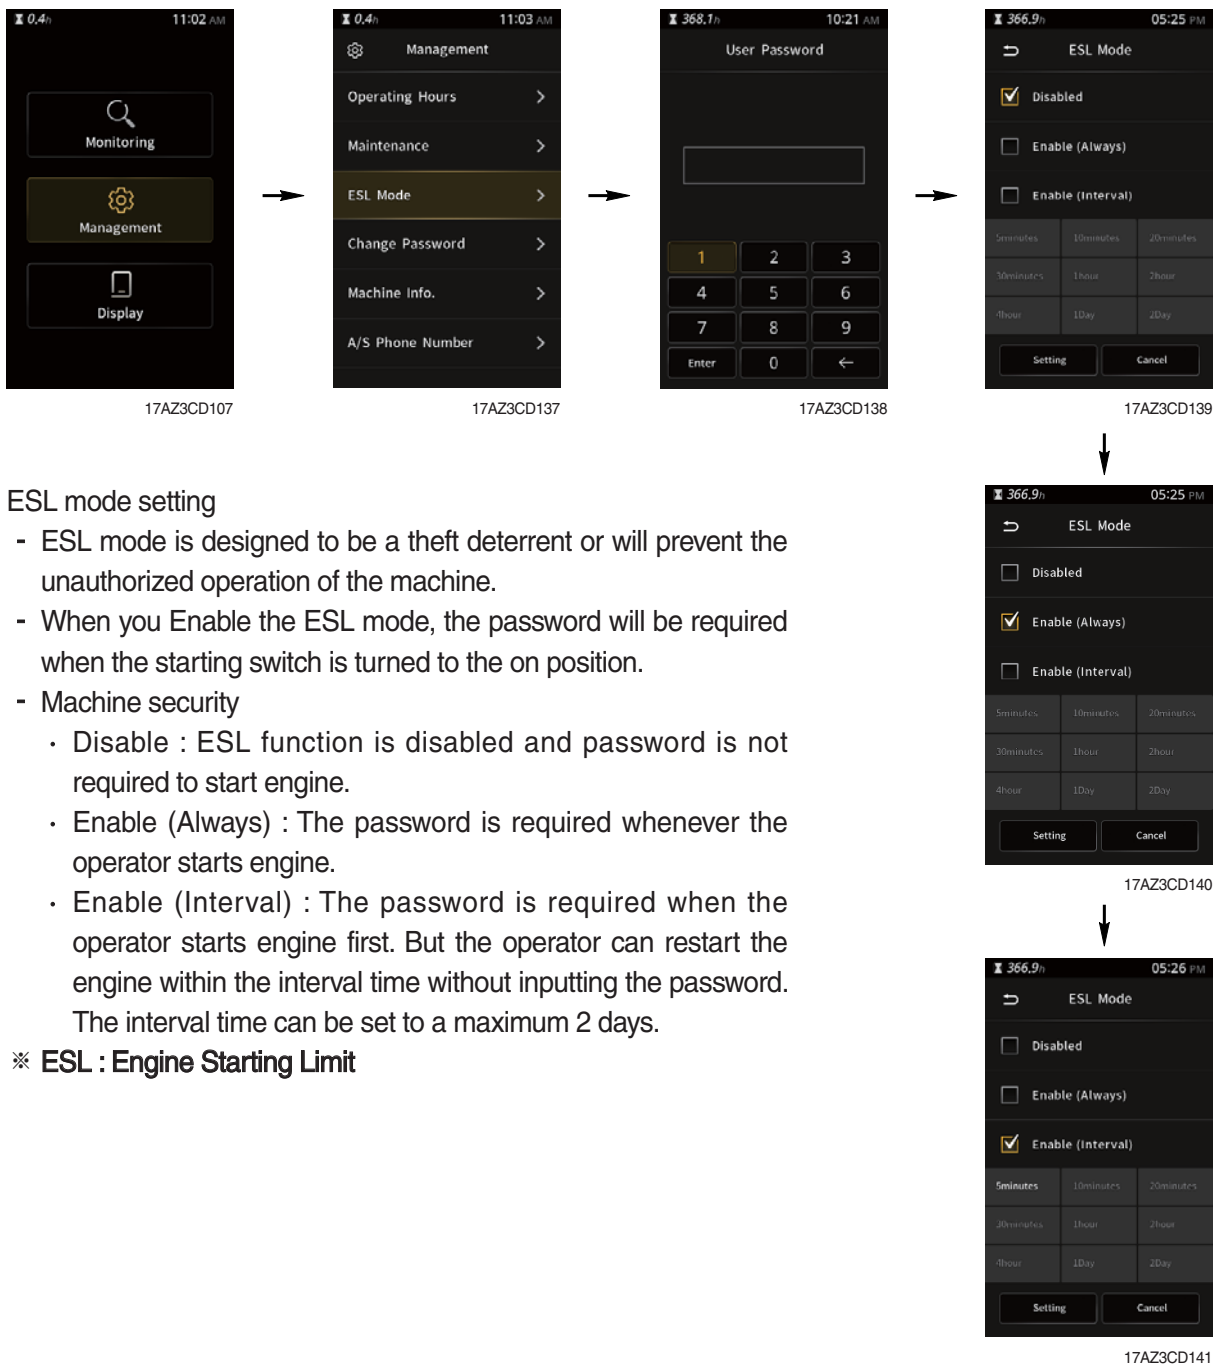 0.4h 11:02 AM
Monitoring
Management
Display
17AZ3CD107
0.4h 11:03 AM
Management
Operating Hours
Maintenance
ESL Mode
Change Password
Machine Info.
A/S Phone Number
17AZ3CD137
368.1h 10:21 AM
User Password
1 2 3
4 5 6
7 8 9
Enter 0 ←
17AZ3CD138
366.9h 05:25 PM
ESL Mode
Disabled
Enable (Always)
Enable (Interval)
5minutes 10minutes 20minutes
30minutes 1hour 2hour
4hour 1Day 2Day
Setting Cancel
17AZ3CD139
ESL mode setting
- ESL mode is designed to be a theft deterrent or will prevent the
unauthorized operation of the machine.
- When you Enable the ESL mode, the password will be required
when the starting switch is turned to the on position.
- Machine security
· Disable : ESL function is disabled and password is not
required to start engine.
· Enable (Always) : The password is required whenever the
operator starts engine.
· Enable (Interval) : The password is required when the
operator starts engine first. But the operator can restart the
engine within the interval time without inputting the password.
The interval time can be set to a maximum 2 days.
※ ESL : Engine Starting Limit
366.9h 05:25 PM
ESL Mode
Disabled
Enable (Always)
Enable (Interval)
5minutes 10minutes 20minutes
30minutes 1hour 2hour
4hour 1Day 2Day
Setting Cancel
17AZ3CD140
366.9h 05:26 PM
ESL Mode
Disabled
Enable (Always)
Enable (Interval)
5minutes 10minutes 20minutes
30minutes 1hour 2hour
4hour 1Day 2Day
Setting Cancel
17AZ3CD141